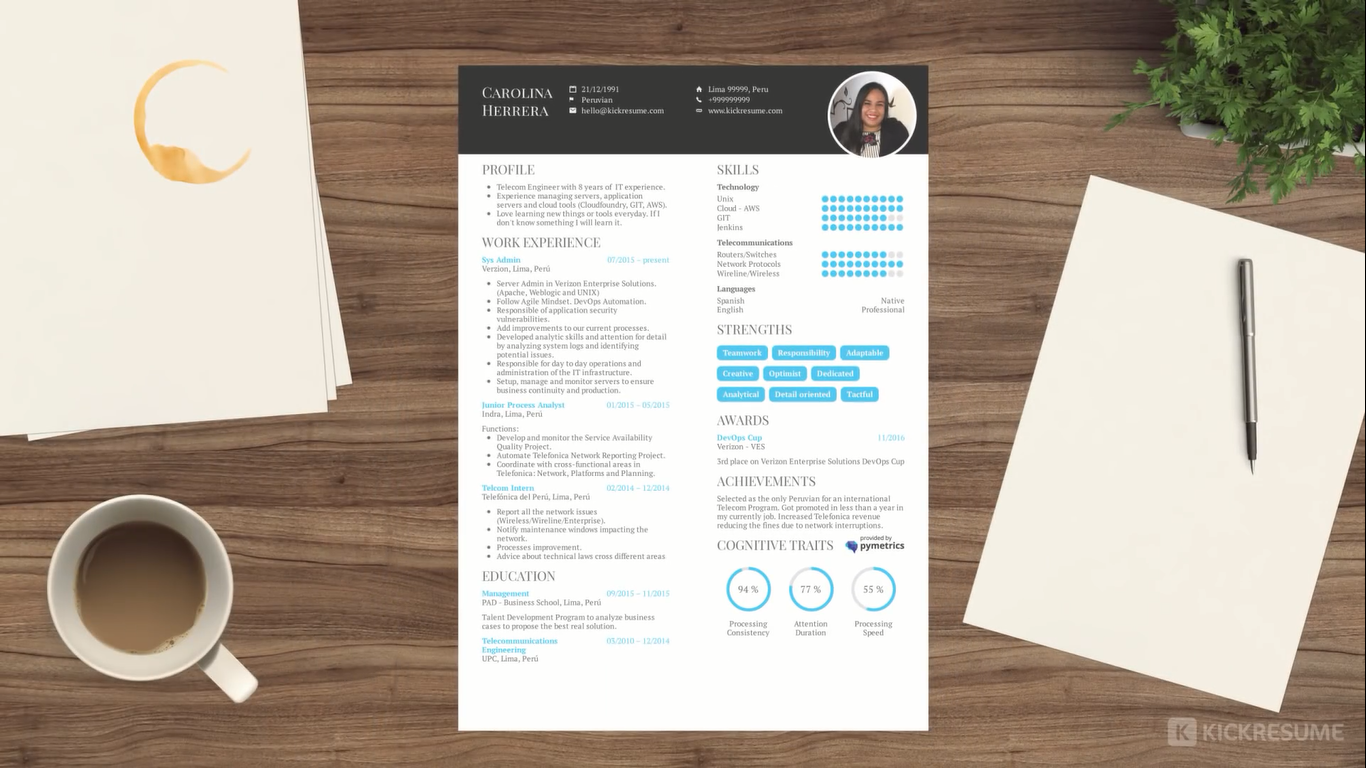 CAROLINA
HERRERA
21/12/1991
Peruvian
hello@kickresume.com
Lima 99999, Peru
+999999999
www.kickresume.com
PROFILE
Telecom Engineer with 8 years of IT experience.
Experience managing servers, application
servers and cloud tools (Cloudfoundry, GIT, AWS).
Love learning new things or tools everyday. If I
don't know something I will learn it.
WORK EXPERIENCE
Sys Admin 07/2015 – present
Verzion, Lima, Perú
Server Admin in Verizon Enterprise Solutions.
(Apache, Weblogic and UNIX)
Follow Agile Mindset. DevOps Automation.
Responsible of application security
vulnerabilities.
Add improvements to our current processes.
Developed analytic skills and attention for detail
by analyzing system logs and identifying
potential issues.
Responsible for day to day operations and
administration of the IT infrastructure.
Setup, manage and monitor servers to ensure
business continuity and production.
Junior Process Analyst 01/2015 – 05/2015
Indra, Lima, Perú
Functions:
Develop and monitor the Service Availability
Quality Project.
Automate Telefonica Network Reporting Project.
Coordinate with cross-functional areas in
Telefonica: Network, Platforms and Planning.
Telcom Intern 02/2014 – 12/2014
Telefónica del Perú, Lima, Perú
Report all the network issues
(Wireless/Wireline/Enterprise).
Notify maintenance windows impacting the
network.
Processes improvement.
Advice about technical laws cross different areas
EDUCATION
Management 09/2015 – 11/2015
PAD - Business School, Lima, Perú
Talent Development Program to analyze business
cases to propose the best real solution.
Telecommunications 03/2010 – 12/2014
Engineering
UPC, Lima, Perú
SKILLS
Technology
Unix
Cloud - AWS
GIT
Jenkins
Telecommunications
Routers/Switches
Network Protocols
Wireline/Wireless
Languages
Spanish Native
English Professional
STRENGTHS
Teamwork Responsibility Adaptable
Creative Optimist Dedicated
Analytical Detail oriented Tactful
AWARDS
DevOps Cup 11/2016
Verizon - VES
3rd place on Verizon Enterprise Solutions DevOps Cup
ACHIEVEMENTS
Selected as the only Peruvian for an international
Telecom Program. Got promoted in less than a year in
my currently job. Increased Telefonica revenue
reducing the fines due to network interruptions.
COGNITIVE TRAITS provided by
pymetrics
94 % 77 % 55 %
Processing Attention Processing
Consistency Duration Speed
K KICKRESUME